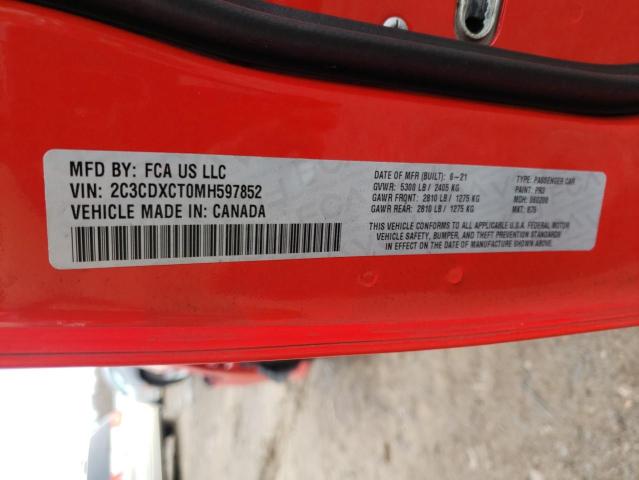 MFD BY: FCA US LLC
VIN: 2C3CDXCT0MH597852
VEHICLE MADE IN: CANADA
DATE OF MFR (BUILT): 6-21
GVWR: 5300 LB / 2405 KG
GAWR FRONT: 2810 LB / 1275 KG
GAWR REAR: 2810 LB / 1275 KG
TYPE: PASSENGER CAR
PAINT: PR3
MDH:
MKT:
THIS VEHICLE CONFORMS TO ALL APPLICABLE U.S.A. FEDERAL MOTOR
VEHICLE SAFETY, BUMPER, AND THEFT PREVENTION STANDARDS
IN EFFECT ON THE DATE OF MANUFACTURE SHOWN ABOVE.